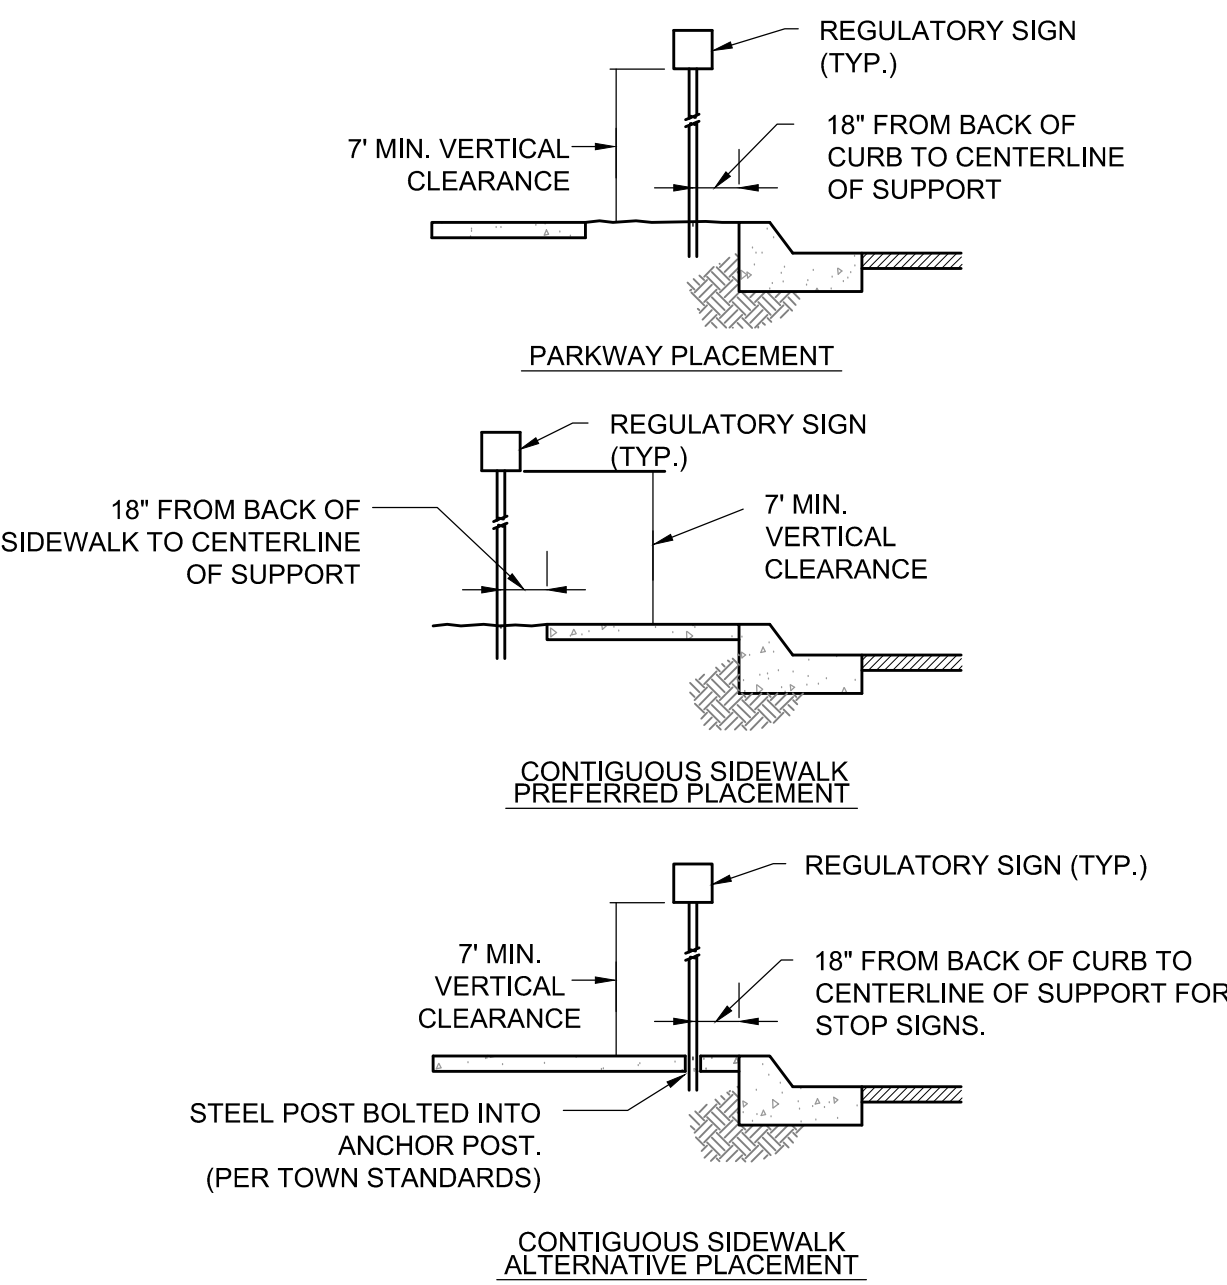 REGULATORY SIGN
(TYP.)
7' MIN. VERTICAL
CLEARANCE
18" FROM BACK OF
CURB TO CENTERLINE
OF SUPPORT
PARKWAY PLACEMENT
REGULATORY SIGN
(TYP.)
18" FROM BACK OF
SIDEWALK TO CENTERLINE
OF SUPPORT
7' MIN.
VERTICAL
CLEARANCE
CONTIGUOUS SIDEWALK
PREFERRED PLACEMENT
REGULATORY SIGN (TYP.)
7' MIN.
VERTICAL
CLEARANCE
18" FROM BACK OF CURB TO
CENTERLINE OF SUPPORT FOR
STOP SIGNS.
STEEL POST BOLTED INTO
ANCHOR POST.
(PER TOWN STANDARDS)
CONTIGUOUS SIDEWALK
ALTERNATIVE PLACEMENT